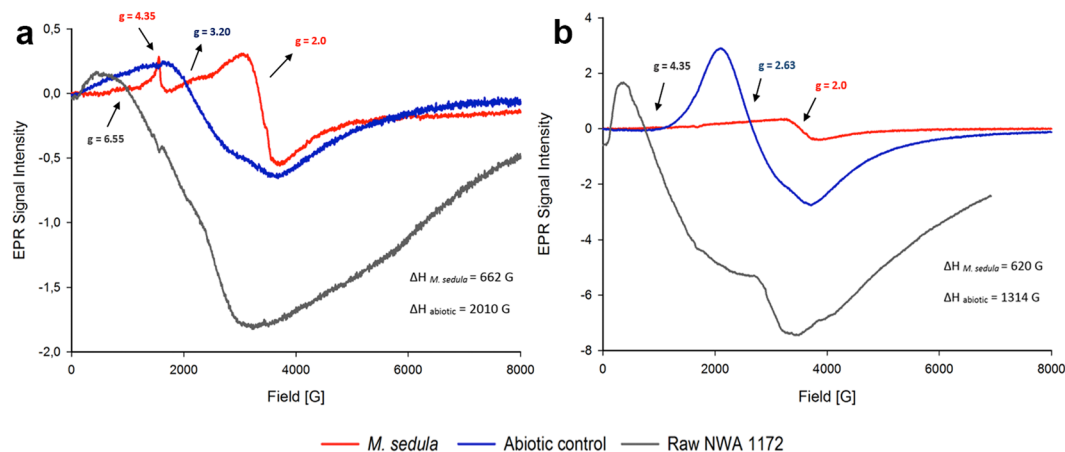 a
g = 4.35
g = 3.20
g = 2.0
g = 6.55
0,5
0,0
-0,5
-1,0
-1,5
-2,0
EPR Signal Intensity
0
2000
4000
6000
8000
Field [G]
ΔH M. sedula = 662 G
ΔH abiotic = 2010 G
b
g = 4.35
g = 2.63
g = 2.0
4
2
0
-2
-4
-6
-8
EPR Signal Intensity
0
2000
4000
6000
8000
Field [G]
ΔH M. sedula = 620 G
ΔH abiotic = 1314 G
M. sedula
Abiotic control
Raw NWA 1172